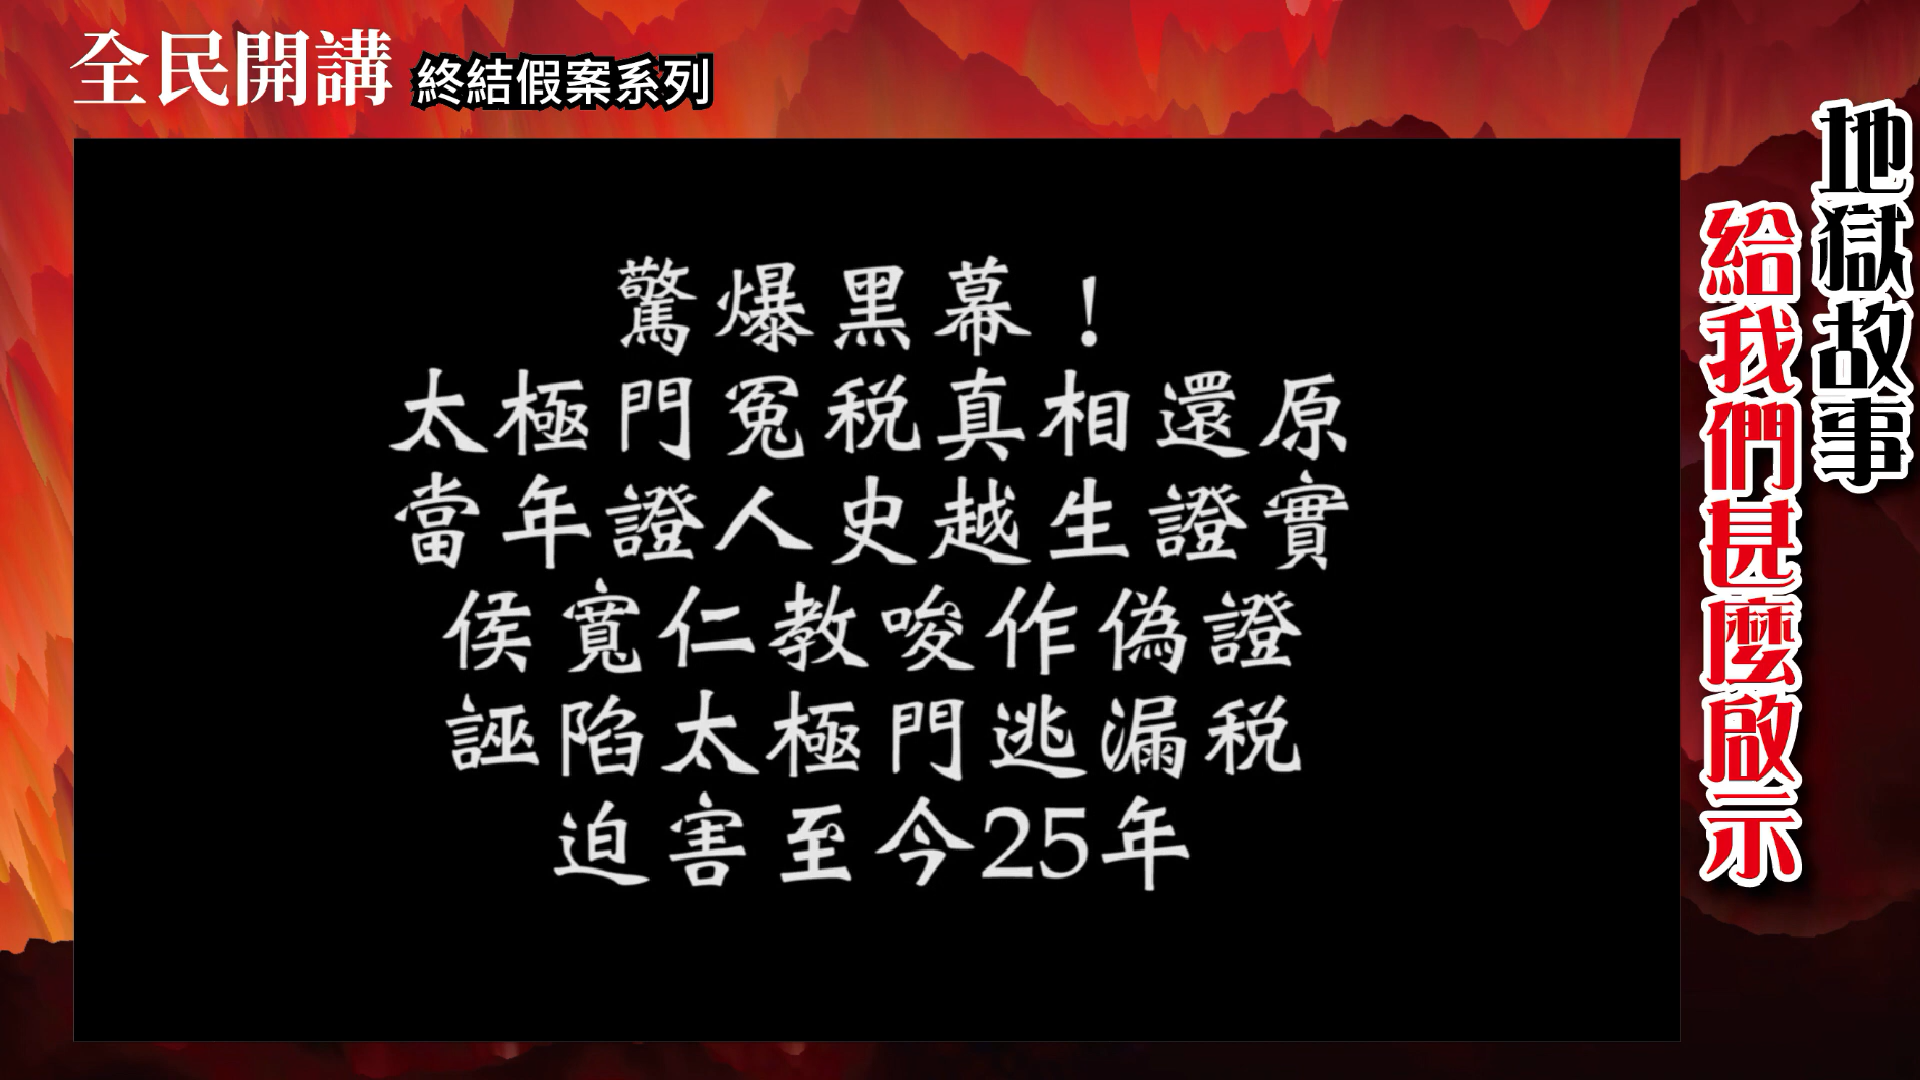 全民開講 終結假案系列
驚爆黑幕！
太極門冤税真相還原
當年證人史越生證實
侯寬仁教唆作偽證
誣陷太極門逃漏税
迫害至今25年
地獄故事
給我們甚麼啟示